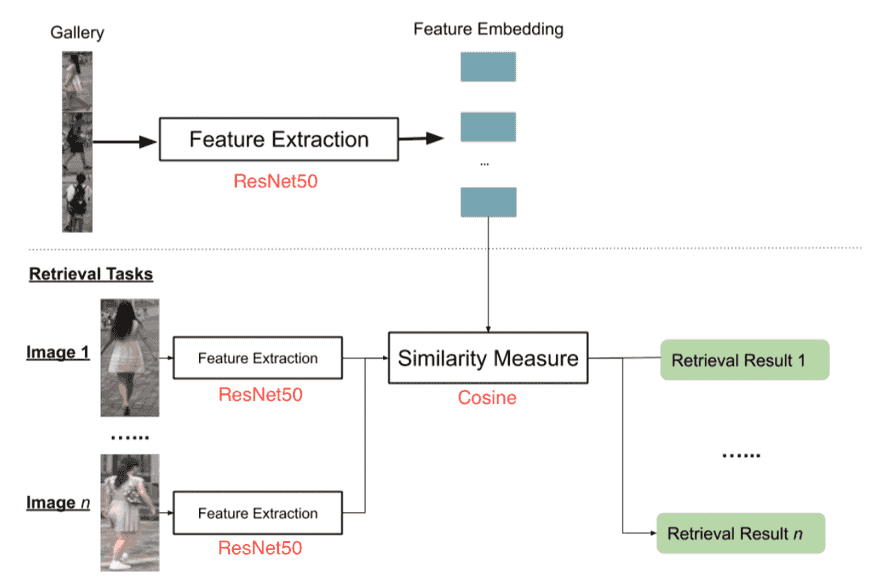 Gallery
Feature Embedding
Feature Extraction
ResNet50
...
Retrieval Tasks
Image 1
Feature Extraction
ResNet50
Similarity Measure
Cosine
Retrieval Result 1
......
......
Image n
Feature Extraction
ResNet50
Retrieval Result n